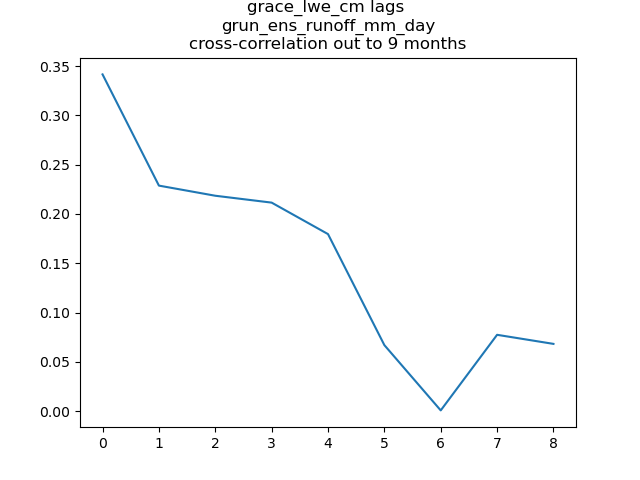 grace_lwe_cm lags
grun_ens_runoff_mm_day
cross-correlation out to 9 months
0.35
0.30
0.25
0.20
0.15
0.10
0.05
0.00
0 1 2 3 4 5 6 7 8